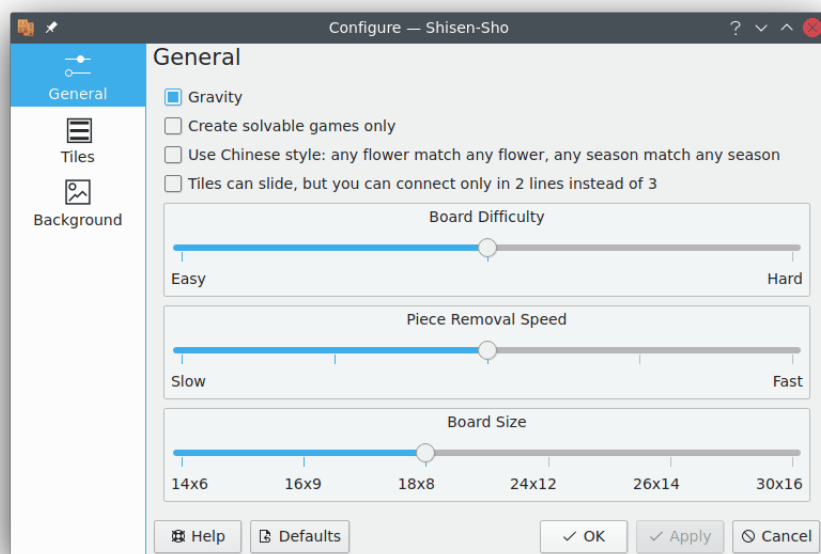 Configure — Shisen-Sho
General
General
Tiles
Background
Gravity
Create solvable games only
Use Chinese style: any flower match any flower, any season match any season
Tiles can slide, but you can connect only in 2 lines instead of 3
Board Difficulty
Easy Hard
Piece Removal Speed
Slow Fast
Board Size
14x6 16x9 18x8 24x12 26x14 30x16
Help Defaults OK Apply Cancel